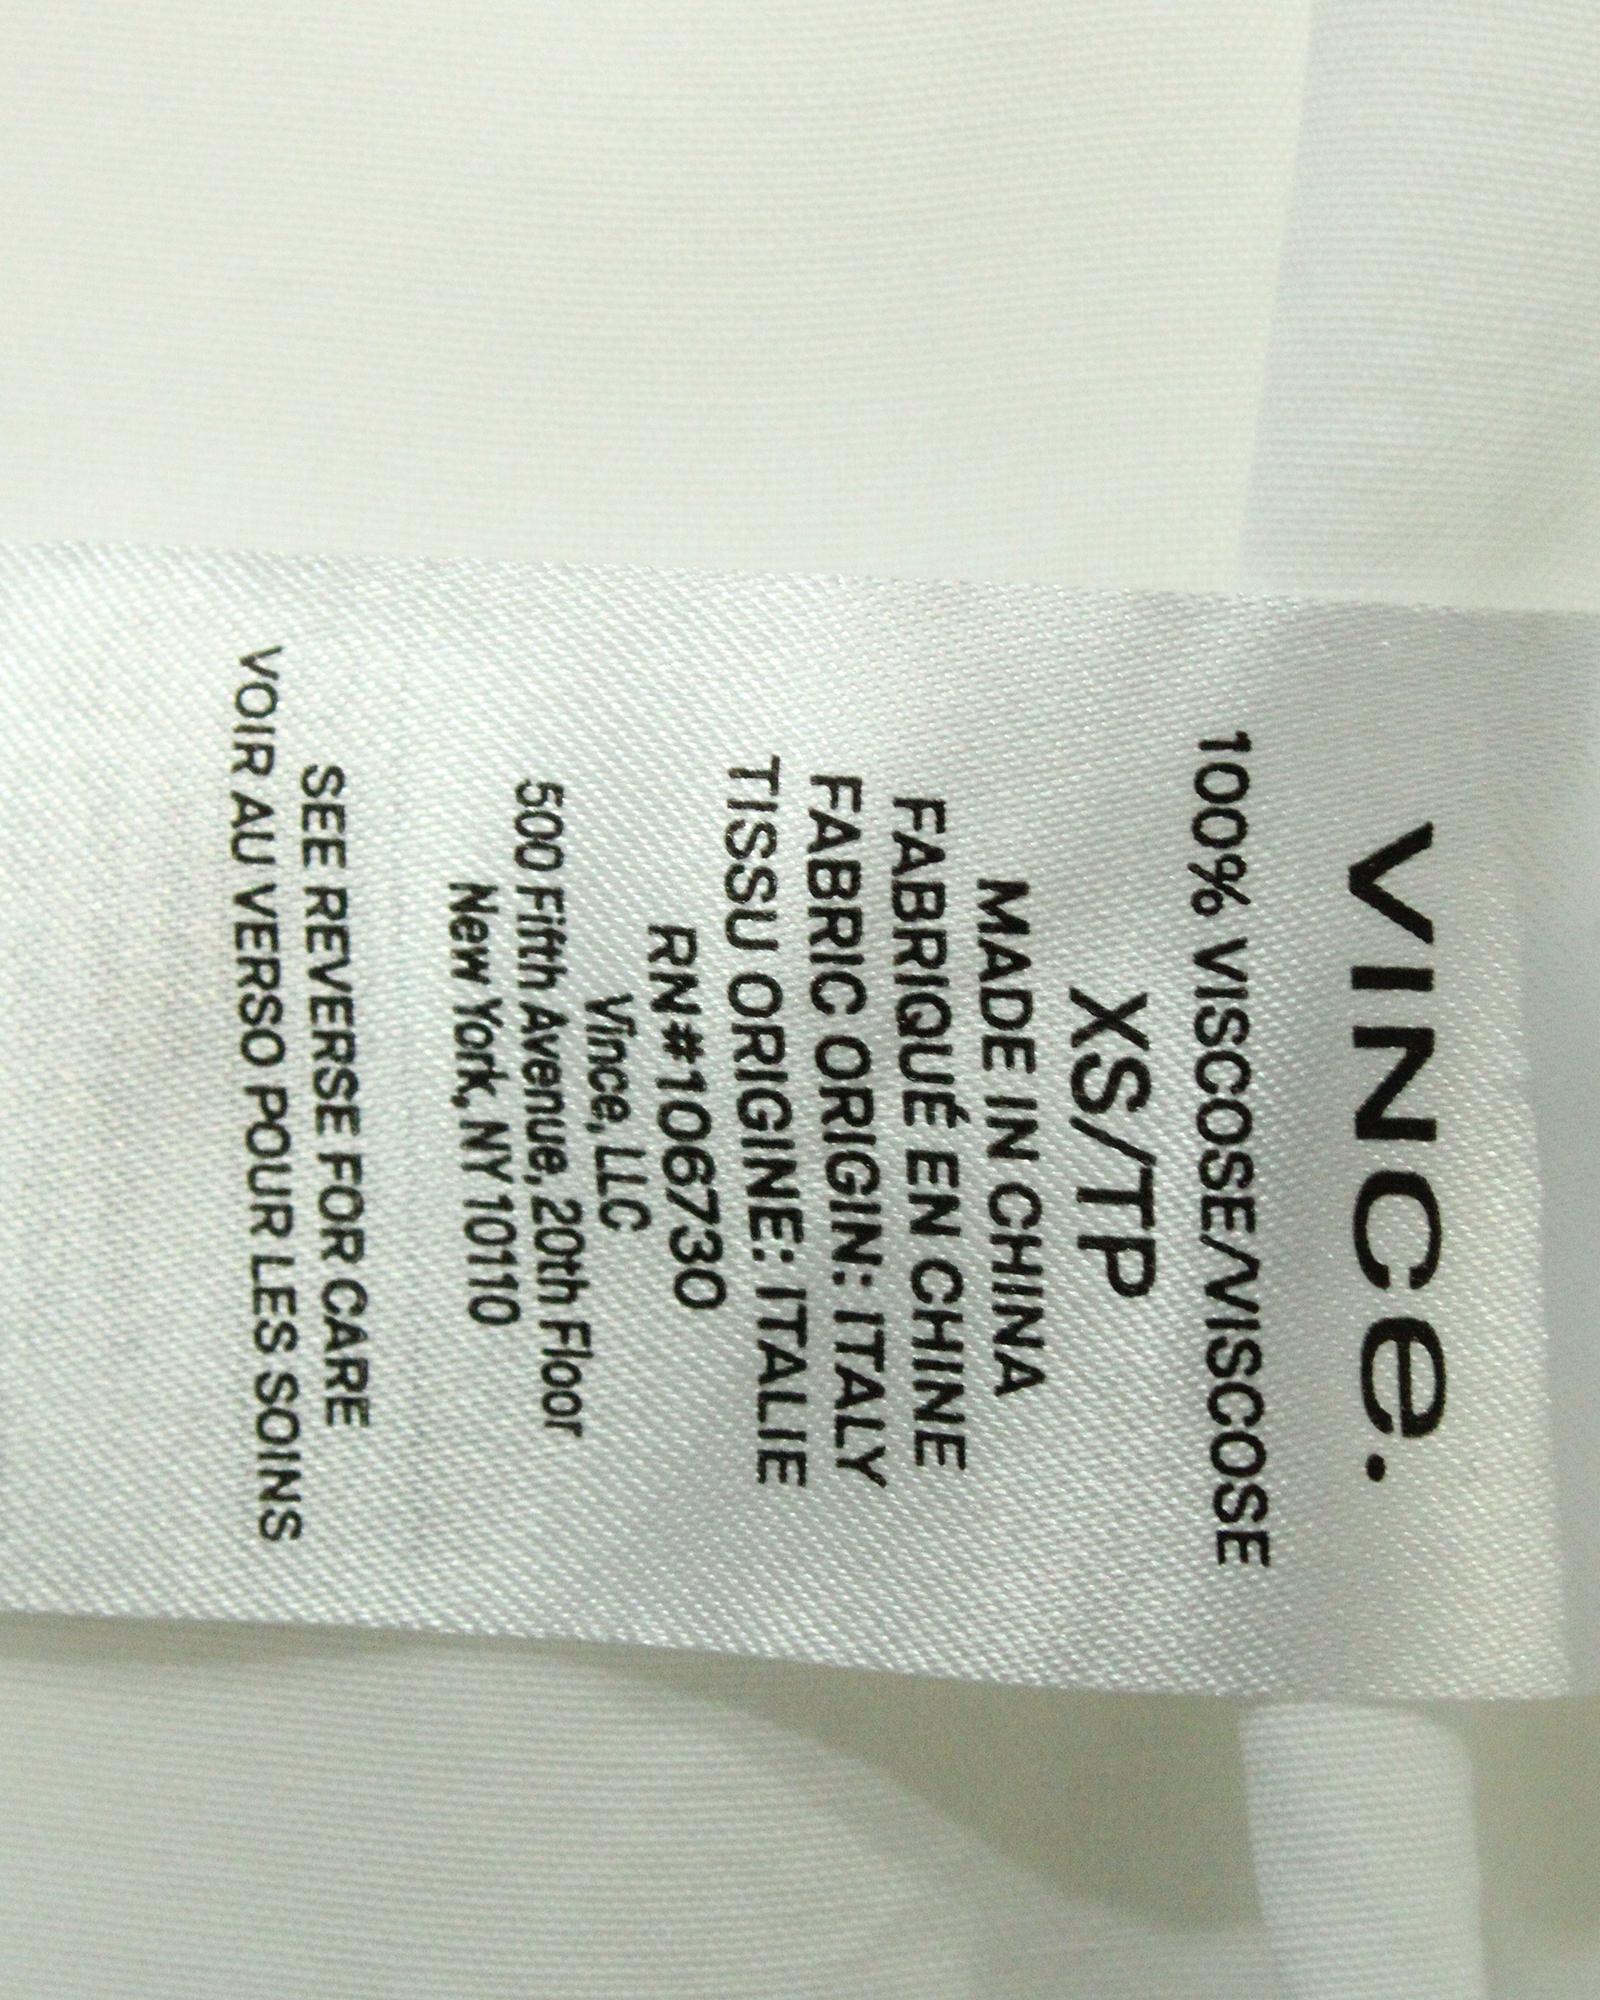 VINCe.
100% VISCOSE/VISCOSE
XS/TP
MADE IN CHINA
FABRIQUÉ EN CHINE
FABRIC ORIGIN: ITALY
TISSU ORIGINE: ITALIE
RN#106730
Vince, LLC
500 Fifth Avenue, 20th Floor
New York, NY 10110
SEE REVERSE FOR CARE
VOIR AU VERSO POUR LES SOINS